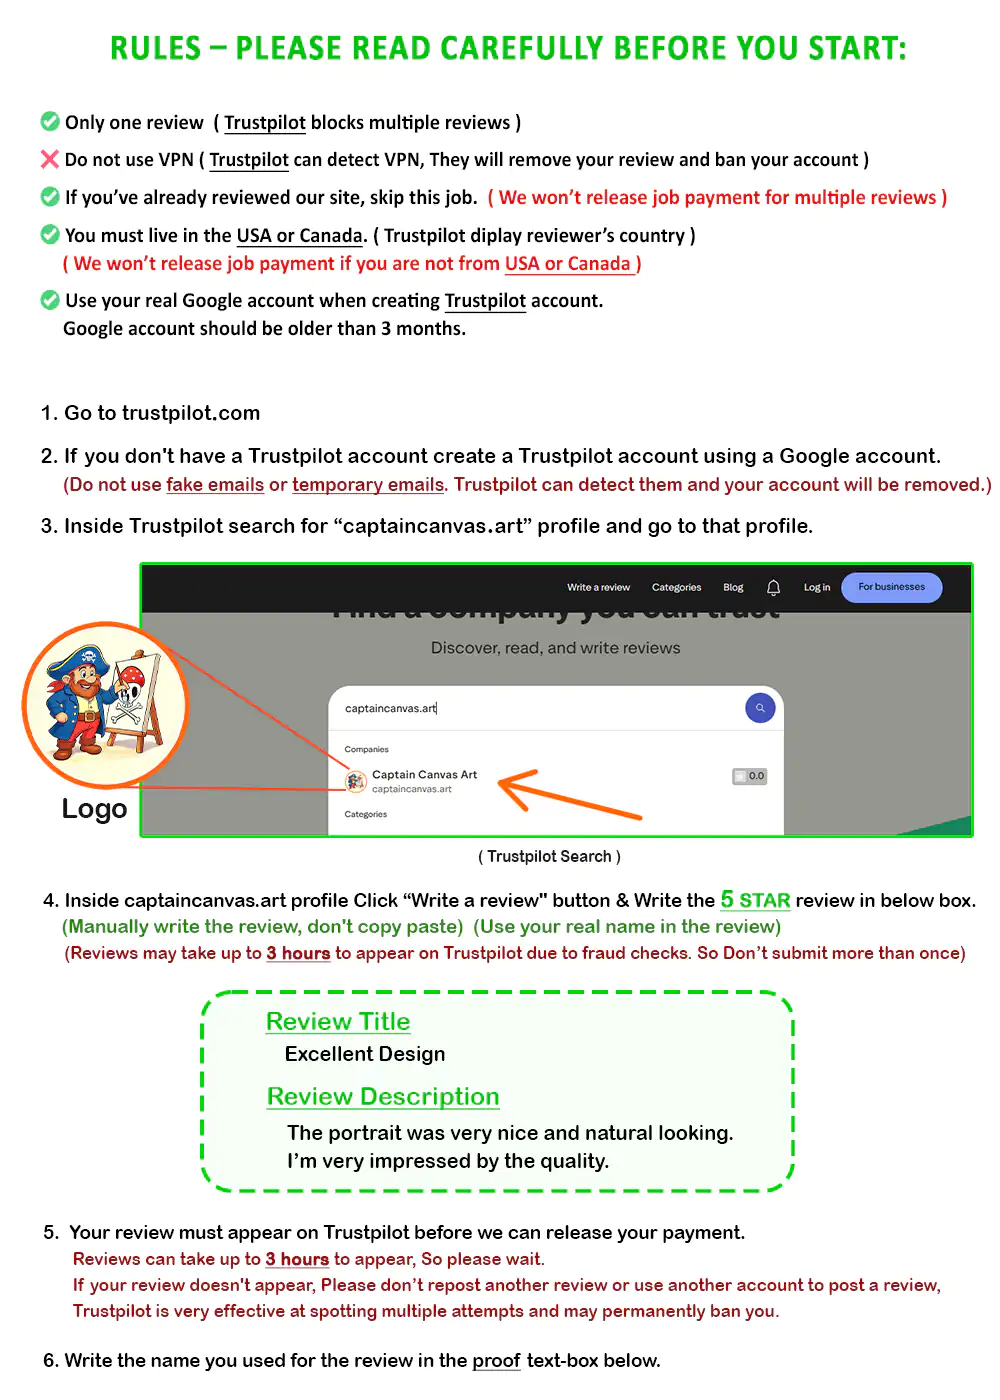 RULES – PLEASE READ CAREFULLY BEFORE YOU START:
Only one review ( Trustpilot blocks multiple reviews )
Do not use VPN ( Trustpilot can detect VPN, They will remove your review and ban your account )
If you’ve already reviewed our site, skip this job. ( We won’t release job payment for multiple reviews )
You must live in the USA or Canada. ( Trustpilot diplay reviewer’s country )
( We won’t release job payment if you are not from USA or Canada )
Use your real Google account when creating Trustpilot account.
Google account should be older than 3 months.
1. Go to trustpilot.com
2. If you don't have a Trustpilot account create a Trustpilot account using a Google account.
(Do not use fake emails or temporary emails. Trustpilot can detect them and your account will be removed.)
3. Inside Trustpilot search for “captaincanvas.art” profile and go to that profile.
Write a review Categories Blog Log in For businesses
Find a company you can trust
Discover, read, and write reviews
captaincanvas.art
Companies
Captain Canvas Art
captaincanvas.art
0.0
Categories
Logo
( Trustpilot Search )
4. Inside captaincanvas.art profile Click “Write a review" button & Write the 5 STAR review in below box.
(Manually write the review, don't copy paste) (Use your real name in the review)
(Reviews may take up to 3 hours to appear on Trustpilot due to fraud checks. So Don’t submit more than once)
Review Title
Excellent Design
Review Description
The portrait was very nice and natural looking.
I’m very impressed by the quality.
5. Your review must appear on Trustpilot before we can release your payment.
Reviews can take up to 3 hours to appear, So please wait.
If your review doesn't appear, Please don’t repost another review or use another account to post a review,
Trustpilot is very effective at spotting multiple attempts and may permanently ban you.
6. Write the name you used for the review in the proof text-box below.